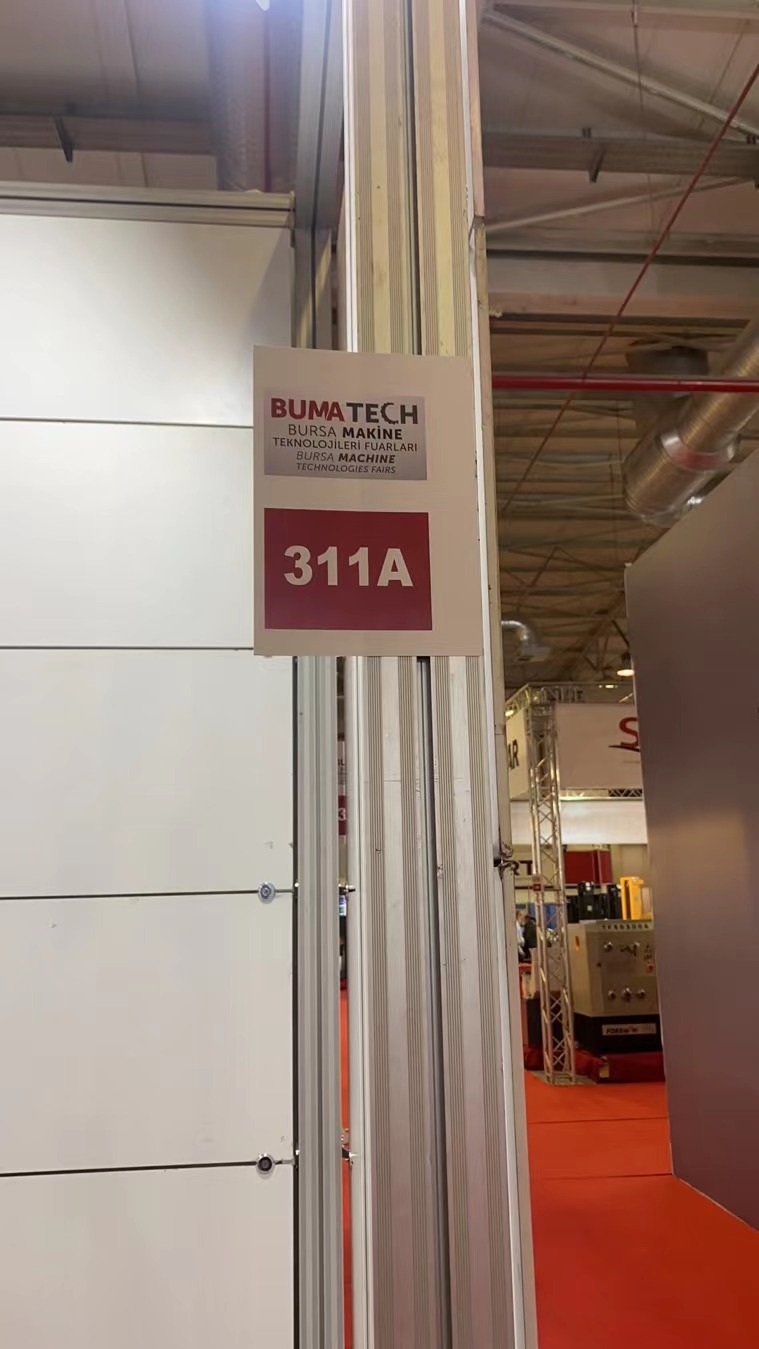 BUMATECH
BURSA MAKİNE
TEKNOLOJİLERİ FUARLARI
BURSA MACHINE
TECHNOLOGIES FAIRS
311A